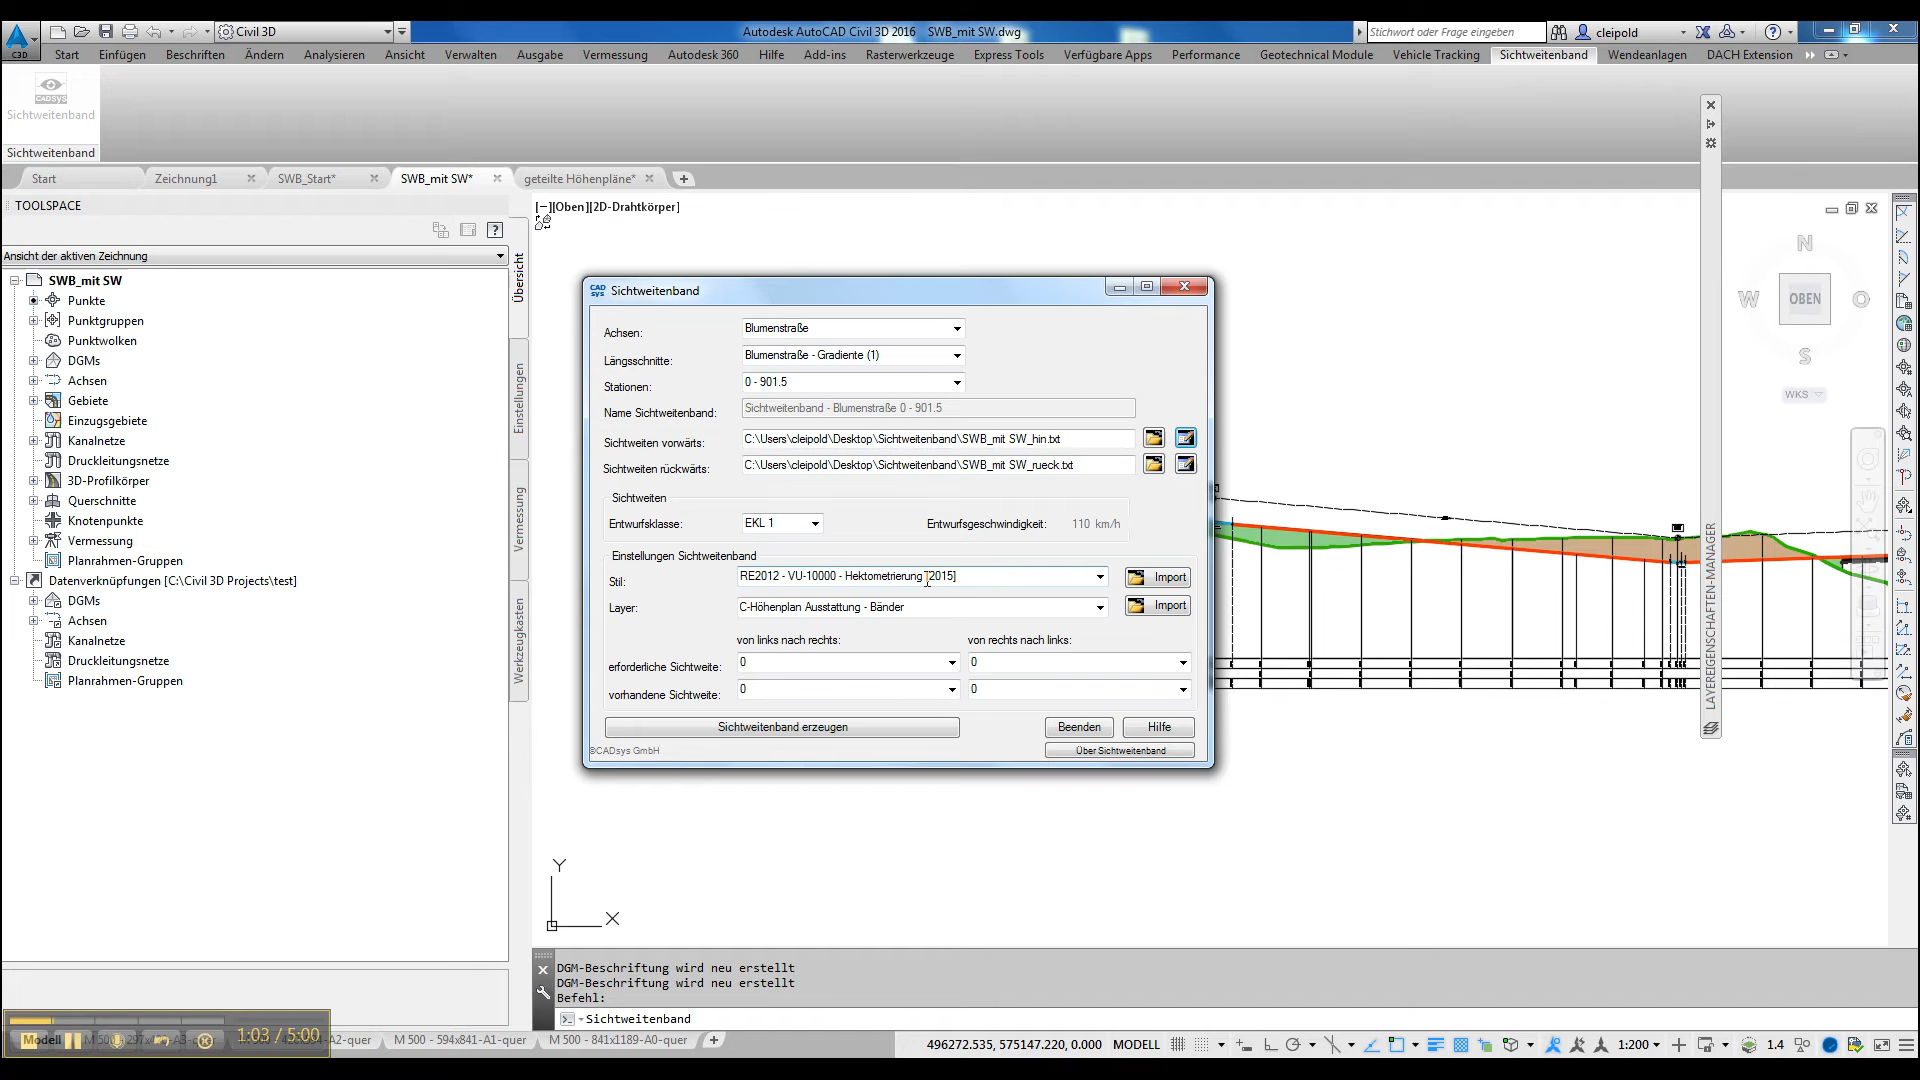 Civil 3D
Autodesk AutoCAD Civil 3D 2016 SWB_mit SW.dwg
Stichwort oder Frage eingeben
cleipold
C3D
Start Einfügen Beschriften Ändern Analysieren Ansicht Verwalten Ausgabe Vermessung Autodesk 360 Hilfe Add-ins Rasterwerkzeuge Express Tools Verfügbare Apps Performance Geotechnical Module Vehicle Tracking Sichtweitenband Wendeanlagen DACH Extension
CADSYS
Sichtweitenband
Sichtweitenband
Start Zeichnung1 SWB_Start* SWB_mit SW* geteilte Höhenpläne*
TOOLSPACE
[−][Oben][2D-Drahtkörper]
Ansicht der aktiven Zeichnung
SWB_mit SW
Punkte
Punktgruppen
Punktwolken
DGMs
Achsen
Gebiete
Einzugsgebiete
Kanalnetze
Druckleitungsnetze
3D-Profilkörper
Querschnitte
Knotenpunkte
Vermessung
Planrahmen-Gruppen
Datenverknüpfungen [C:\Civil 3D Projects\test]
DGMs
Achsen
Kanalnetze
Druckleitungsnetze
Planrahmen-Gruppen
Übersicht
Einstellungen
Vermessung
Werkzeugkasten
CAD sys Sichtweitenband
Achsen: Blumenstraße
Längsschnitte: Blumenstraße - Gradiente (1)
Stationen: 0 - 901.5
Name Sichtweitenband: Sichtweitenband - Blumenstraße 0 - 901.5
Sichtweiten vorwärts: C:\Users\cleipold\Desktop\Sichtweitenband\SWB_mit SW_hin.txt
Sichtweiten rückwärts: C:\Users\cleipold\Desktop\Sichtweitenband\SWB_mit SW_rueck.txt
Sichtweiten
Entwurfsklasse: EKL 1 Entwurfsgeschwindigkeit: 110 km/h
Einstellungen Sichtweitenband
Stil: RE2012 - VU-10000 - Hektometrierung [2015] Import
Layer: C-Höhenplan Ausstattung - Bänder Import
von links nach rechts: von rechts nach links:
erforderliche Sichtweite: 0 0
vorhandene Sichtweite: 0 0
Sichtweitenband erzeugen Beenden Hilfe
©CADsys GmbH Über Sichtweitenband
N
W OBEN O
S
WKS
LAYEREIGENSCHAFTEN-MANAGER
Y
X
DGM-Beschriftung wird neu erstellt
DGM-Beschriftung wird neu erstellt
Befehl:
Sichtweitenband
1:03 / 5:00
Modell M 500 - 594x841-A1-quer M 500 - 841x1189-A0-quer
496272.535, 575147.220, 0.000 MODELL 1:200 1.4